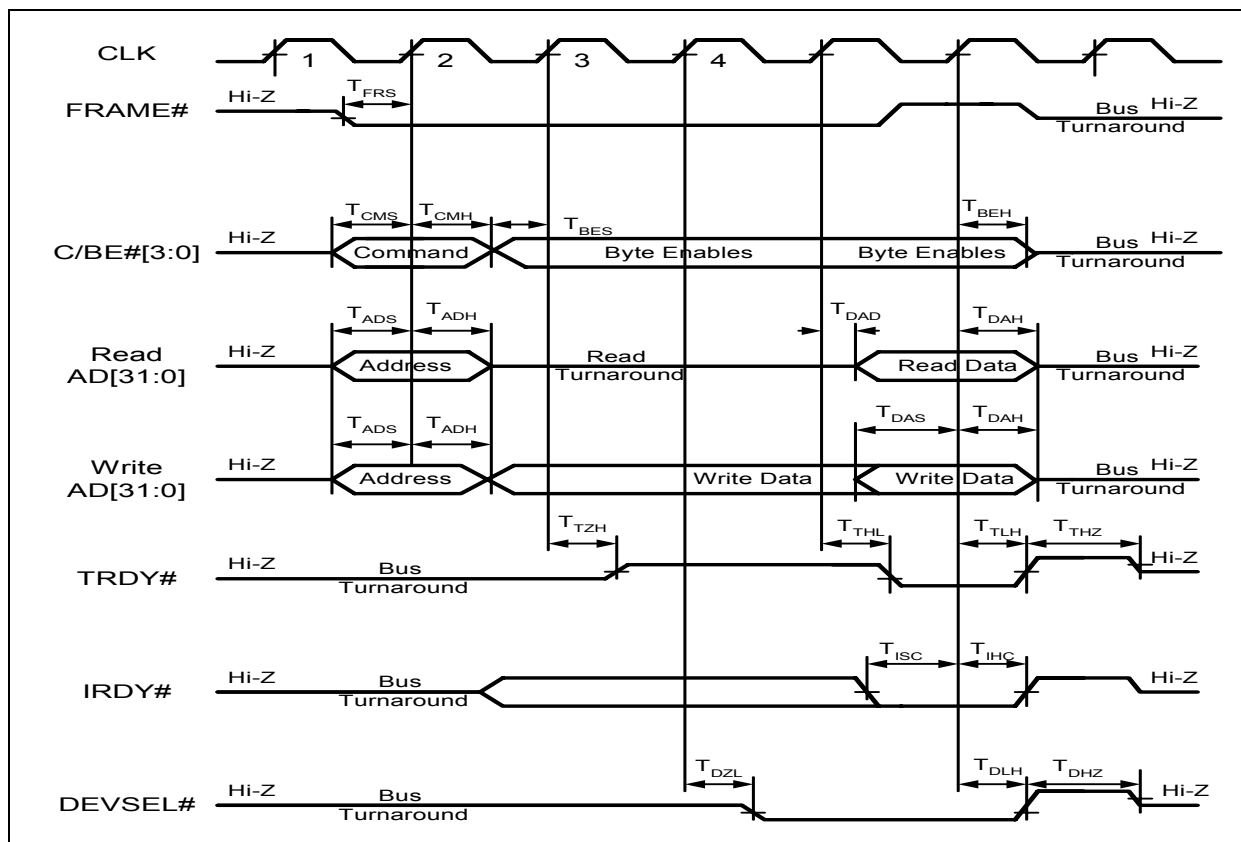 CLK
1
2
3
4
FRAME#
Hi-Z
TFRS
Bus Hi-Z
Turnaround
C/BE#[3:0]
Hi-Z
TCMS
TCMH
TBES
TBEH
Command
Byte Enables
Byte Enables
Bus Hi-Z
Turnaround
Read
AD[31:0]
Hi-Z
TADS
TADH
TDAD
TDAH
Address
Read
Turnaround
Read Data
Bus Hi-Z
Turnaround
Write
AD[31:0]
Hi-Z
TADS
TADH
TDAS
TDAH
Address
Write Data
Write Data
Bus Hi-Z
Turnaround
TRDY#
Hi-Z
Bus
Turnaround
TTZH
TTHL
TTLH
TTHZ
Hi-Z
IRDY#
Hi-Z
Bus
Turnaround
TISC
TIHC
Hi-Z
DEVSEL#
Hi-Z
Bus
Turnaround
TDZL
TDLH
TDHZ
Hi-Z